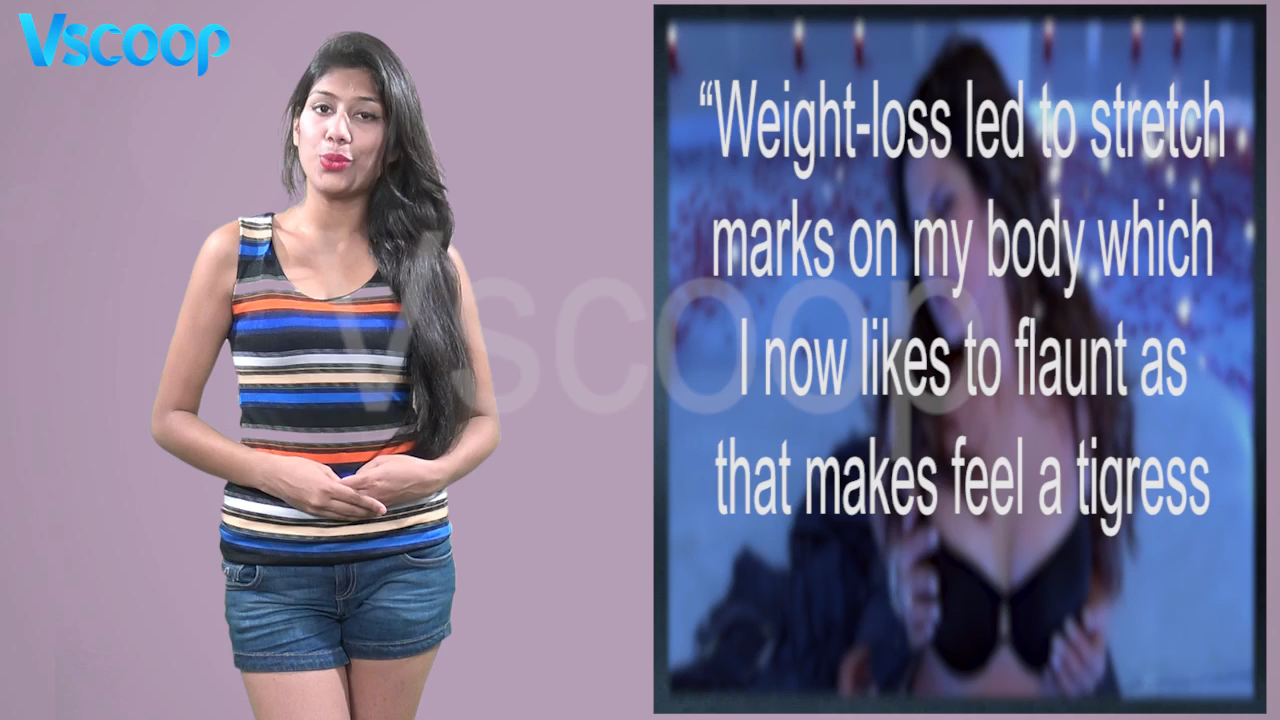 Vscoop
“Weight-loss led to stretch
marks on my body which
I now likes to flaunt as
that makes feel a tigress
vscoop